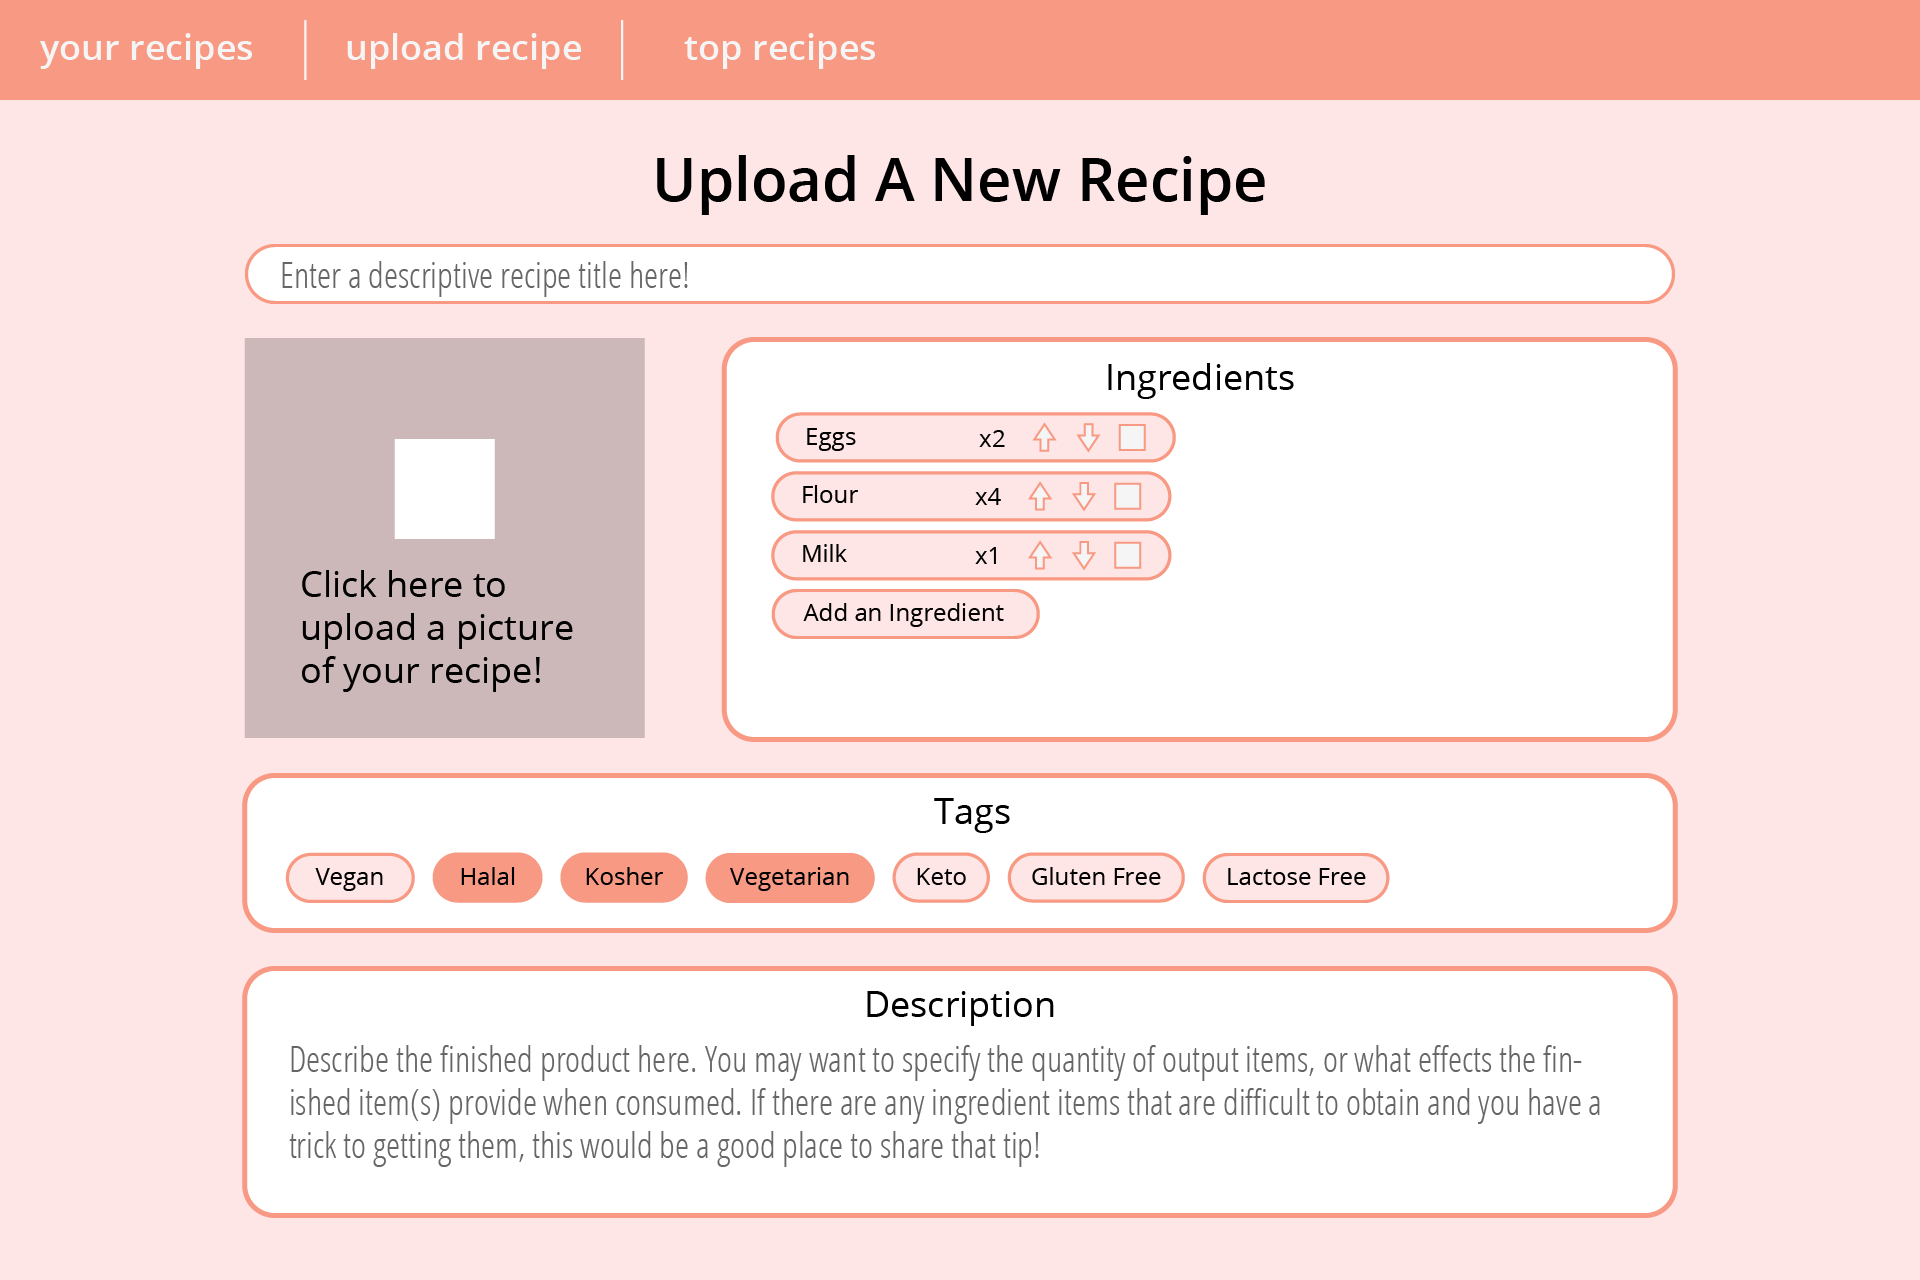 your recipes
upload recipe
top recipes
Upload A New Recipe
Enter a descriptive recipe title here!
Click here to
upload a picture
of your recipe!
Ingredients
Eggs x2
Flour x4
Milk x1
Add an Ingredient
Tags
Vegan Halal Kosher Vegetarian Keto Gluten Free Lactose Free
Description
Describe the finished product here. You may want to specify the quantity of output items, or what effects the fin-
ished item(s) provide when consumed. If there are any ingredient items that are difficult to obtain and you have a
trick to getting them, this would be a good place to share that tip!